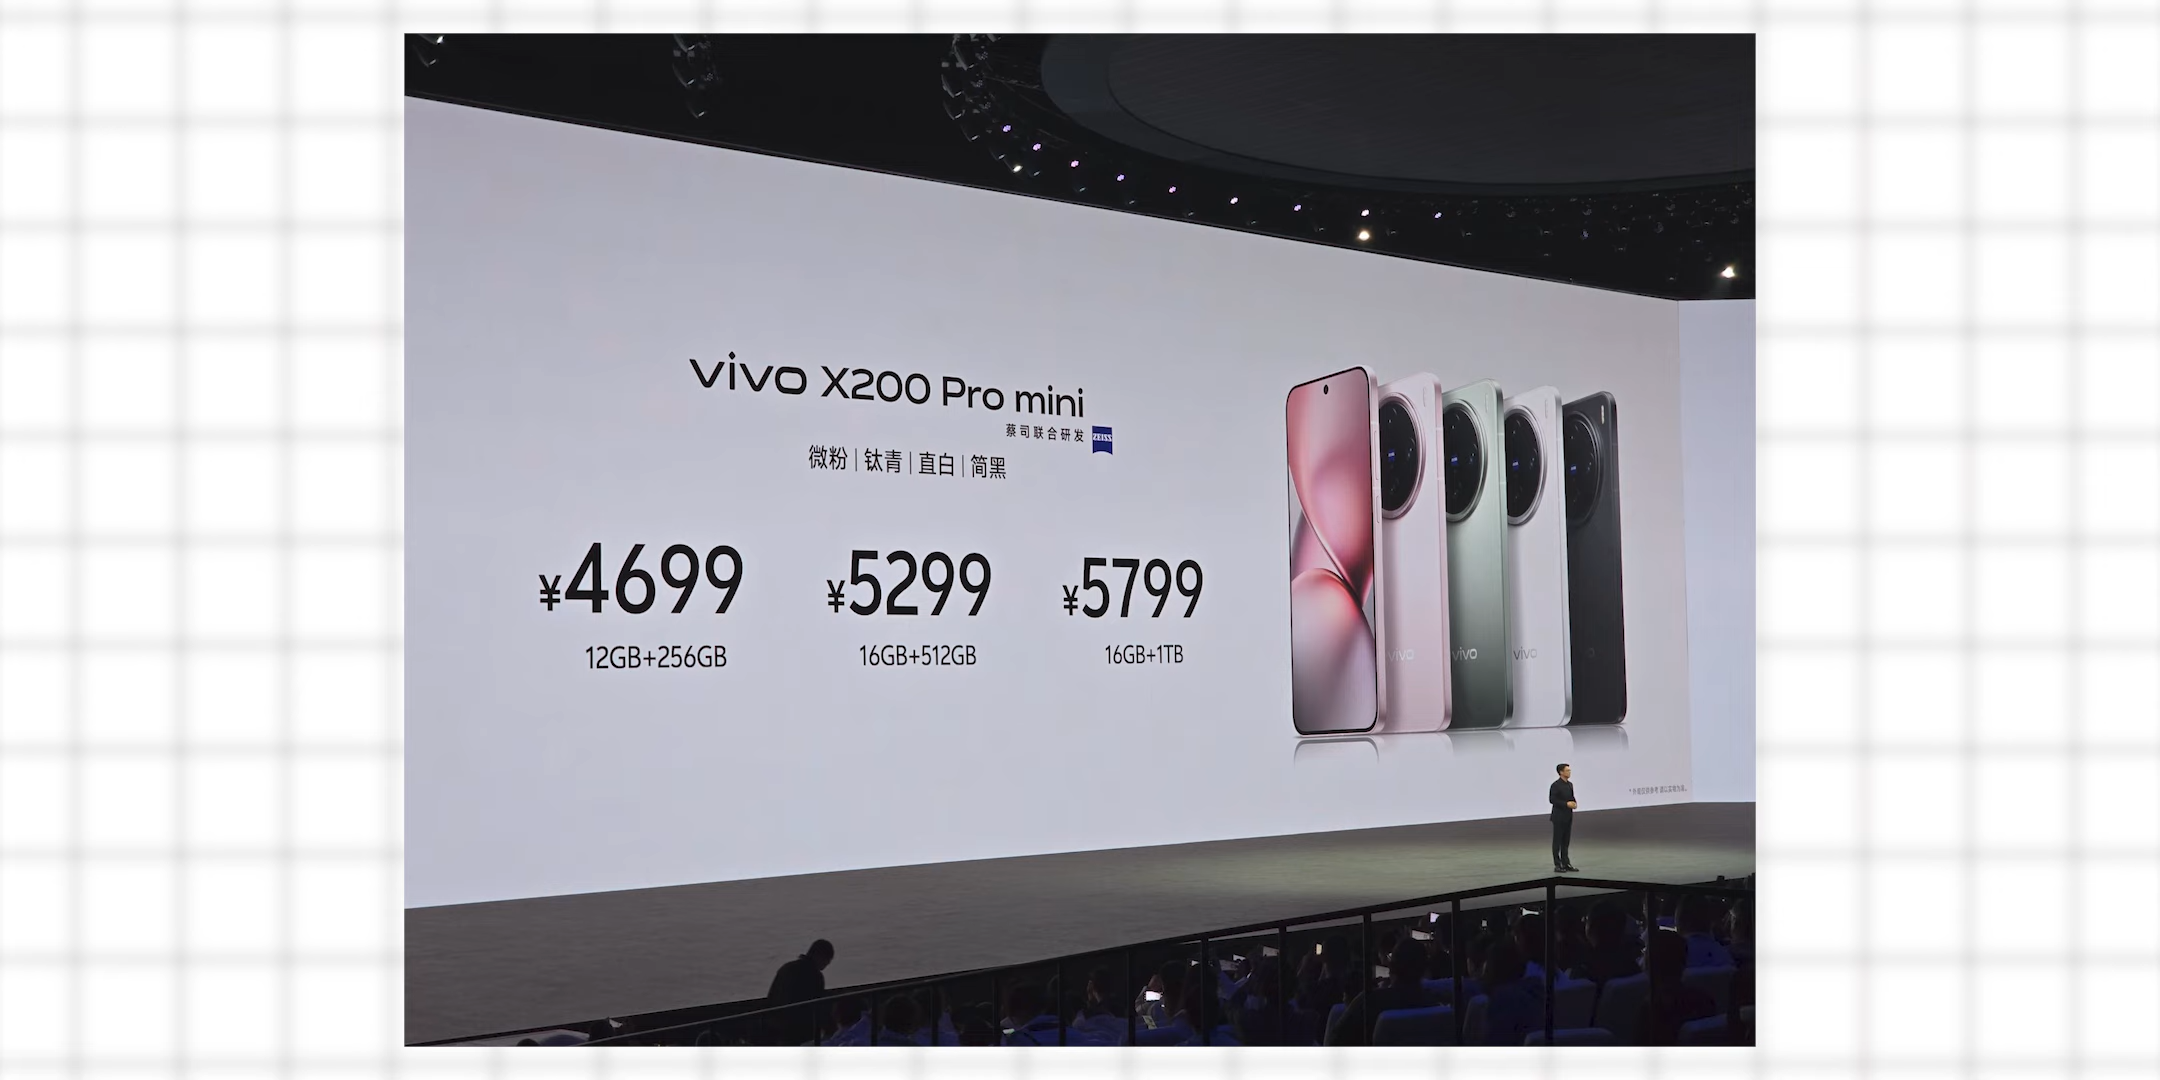 vivo X200 Pro mini
蔡司联合研发 ZEISS
微粉 | 钛青 | 直白 | 简黑
¥4699 ¥5299 ¥5799
12GB+256GB 16GB+512GB 16GB+1TB
vivo vivo vivo